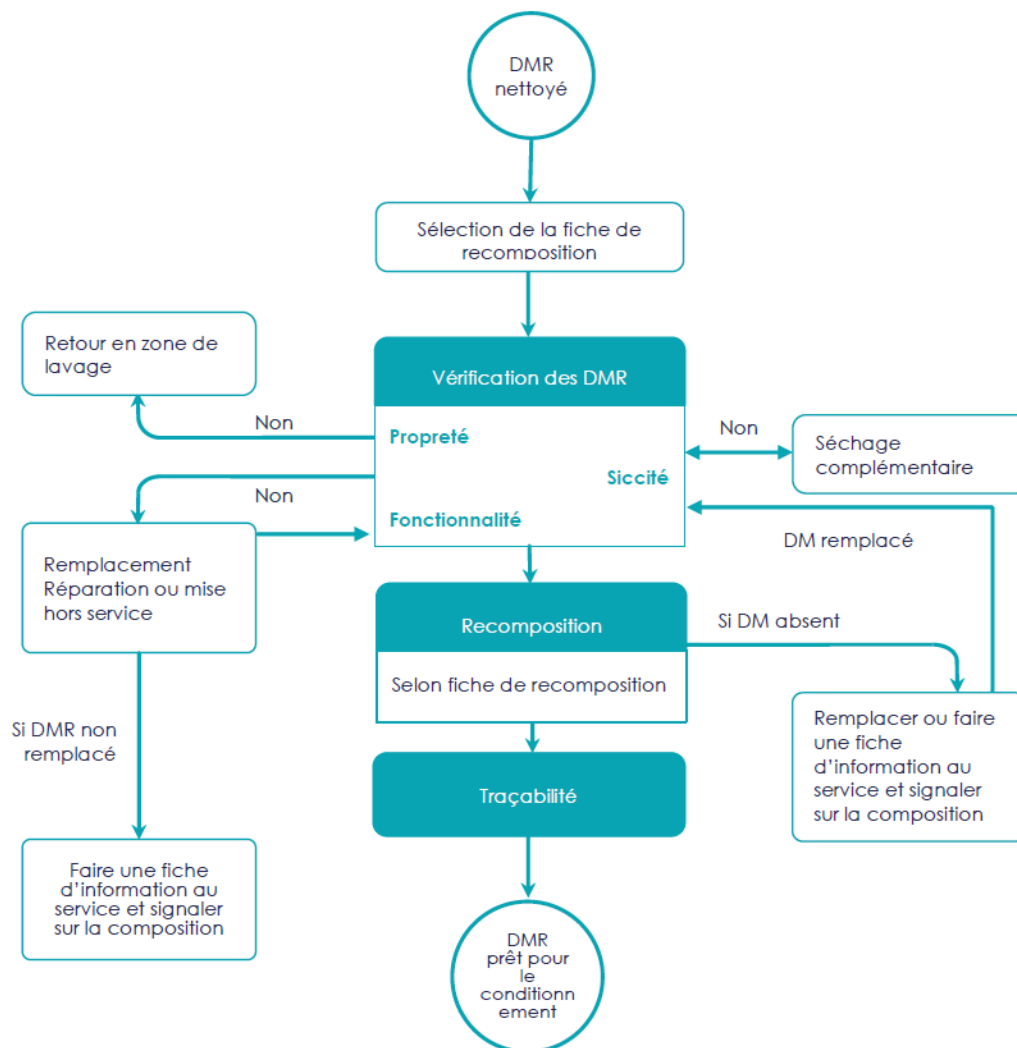 DMR
nettoyé
Sélection de la fiche de
recomposition
Retour en zone de
lavage
Vérification des DMR
Non
Propreté
Non
Séchage
complémentaire
Siccité
Non
Fonctionnalité
DM remplacé
Remplacement
Réparation ou mise
hors service
Recomposition
Si DM absent
Selon fiche de recomposition
Si DMR non
remplacé
Remplacer ou faire
une fiche
d'information au
service et signaler
sur la composition
Traçabilité
Faire une fiche
d'information au
service et signaler
sur la composition
DMR
prêt pour
le
conditionn
ement